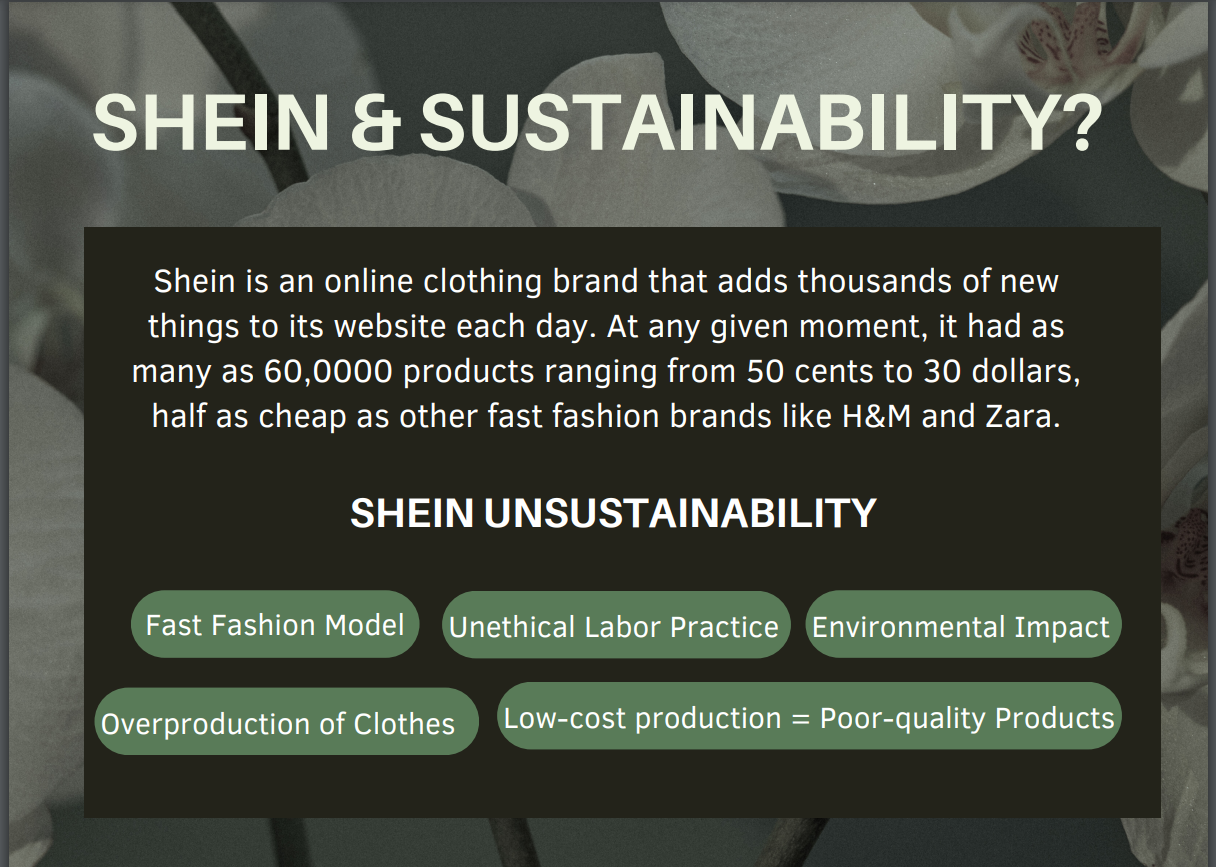 SHEIN & SUSTAINABILITY?
Shein is an online clothing brand that adds thousands of new
things to its website each day. At any given moment, it had as
many as 60,0000 products ranging from 50 cents to 30 dollars,
half as cheap as other fast fashion brands like H&M and Zara.
SHEIN UNSUSTAINABILITY
Fast Fashion Model
Unethical Labor Practice
Environmental Impact
Overproduction of Clothes
Low-cost production = Poor-quality Products